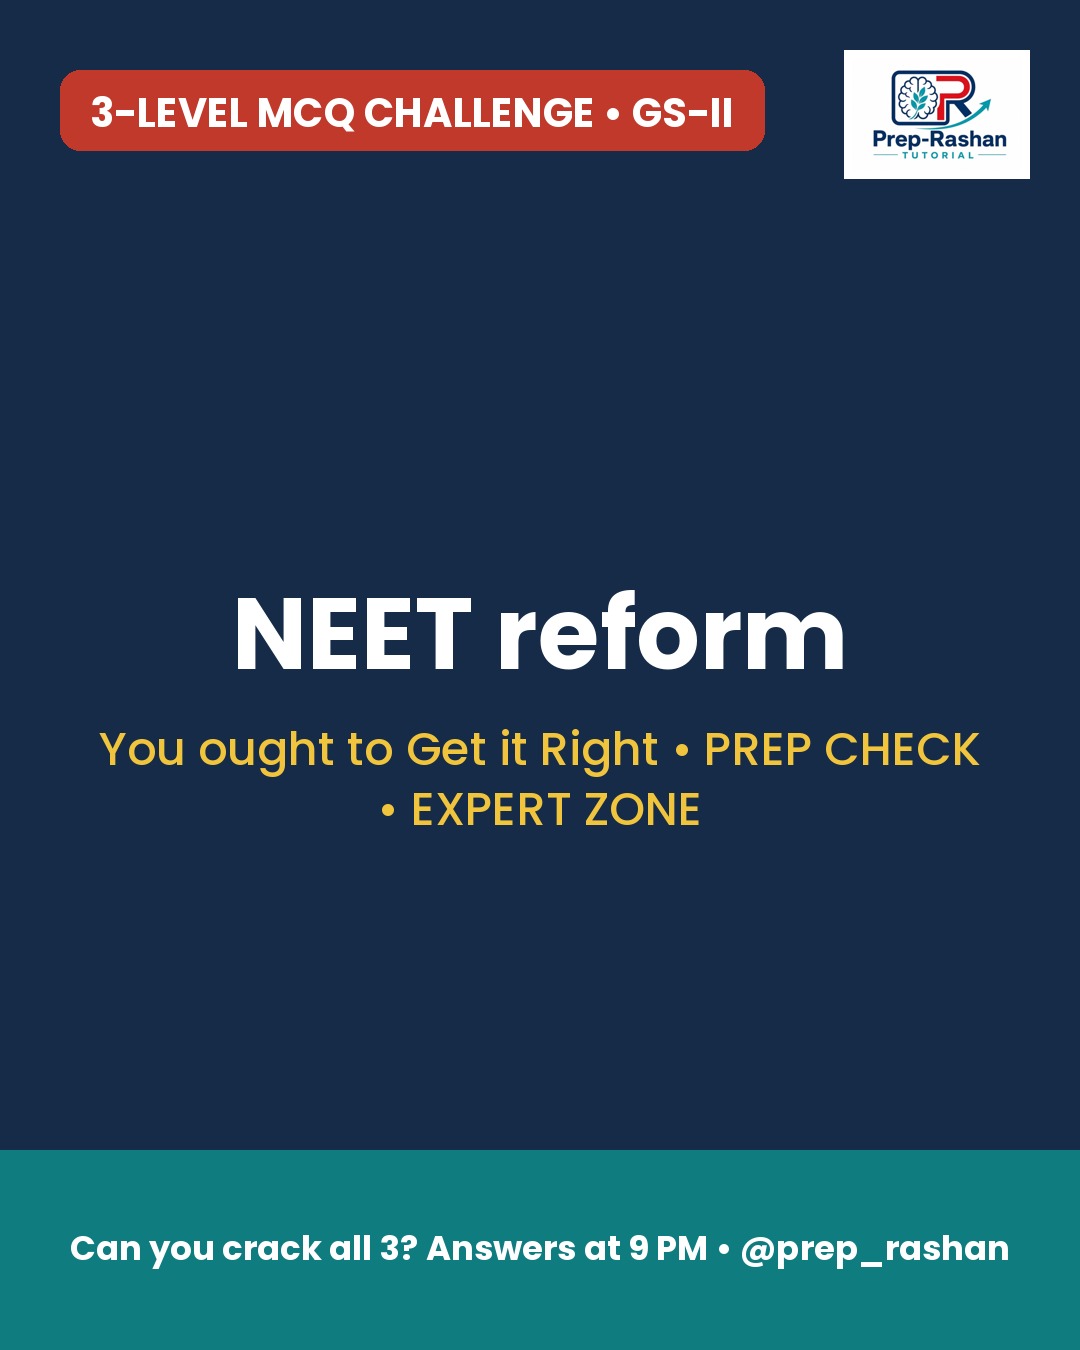 3-LEVEL MCQ CHALLENGE • GS-II
Prep-Rashan
TUTORIAL
NEET reform
You ought to Get it Right • PREP CHECK
• EXPERT ZONE
Can you crack all 3? Answers at 9 PM • @prep_rashan